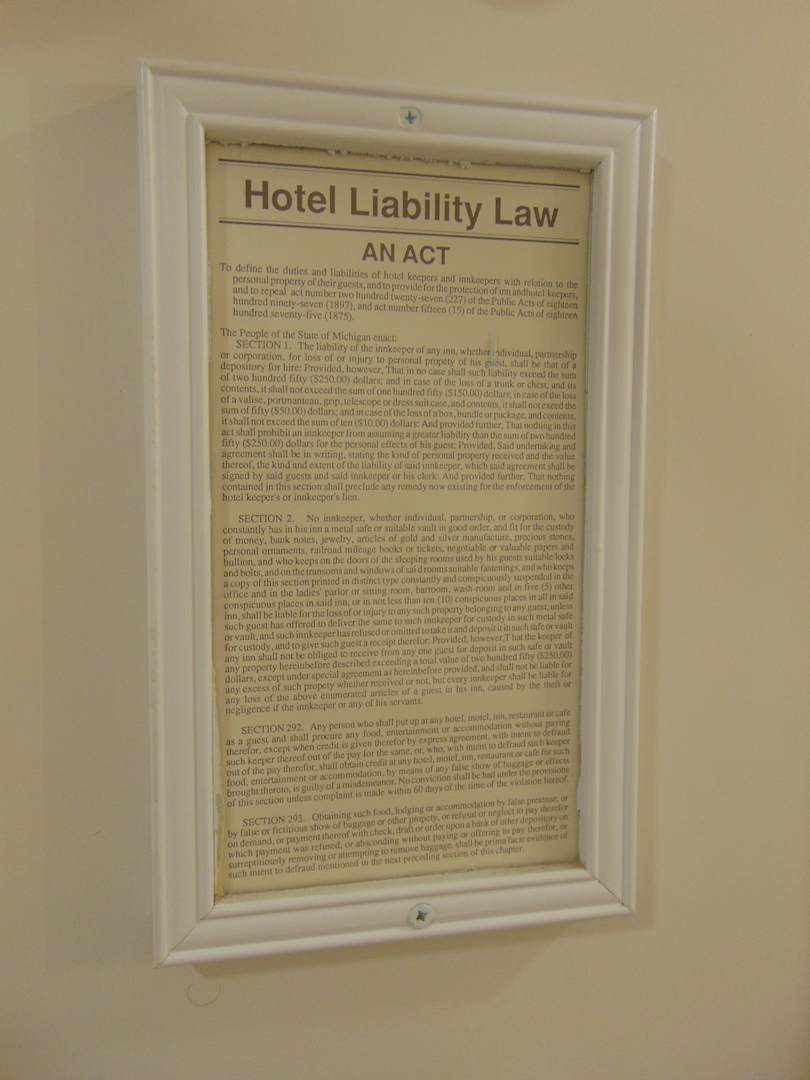 Hotel Liability Law
AN ACT
To define the duties and liabilities of hotel keepers and innkeepers with relation to the
personal property of their guests, and to provide for the protection of inn andhotel keepers,
and to repeal act number two hundred twenty-seven (227) of the Public Acts of eighteen
hundred ninety-seven (1897), and act number fifteen (15) of the Public Acts of eighteen
hundred seventy-five (1875).
The People of the State of Michigan enact:
SECTION 1. The liability of the innkeeper of any inn, whether individual, partnership
or corporation, for loss of or injury to personal propety of his guest, shall be that of a
depository for hire: Provided, however, That in no case shall such liability exceed the sum
of two hundred fifty ($250.00) dollars; and in case of the loss of a trunk or chest, and its
contents, it shall not exceed the sum of one hundred fifty ($150.00) dollars; in case of the loss
of a valise, portmanteau, grip, telescope or dress suit case, and contents, it shall not exeed the
sum of fifty ($50.00) dollars; and in case of the loss of a box, bundle or package, and contents,
it shall not exceed the sum of ten ($10.00) dollars: And provided further, That nothing in this
act shall prohibit an innkeeper from assuming a greater liability than the sum of two hundred
fifty ($250.00) dollars for the personal effects of his guest: Provided, Said undertaking and
agreement shall be in writing, stating the kind of personal property received and the value
thereof, the kind and extent of the liability of said innkeeper, which said agreement shall be
signed by said guests and said innkeeper or his clerk: And provided further, That nothing
contained in this section shall preclude any remedy now existing for the enforcement of the
hotel keeper's or innkeeper's lien.
SECTION 2. No innkeeper, whether individual, partnership, or corporation, who
constantly has in his inn a metal safe or suitable vault in good order, and fit for the custody
of money, bank notes, jewelry, articles of gold and silver manufacture, precious stones,
personal ornaments, railroad mileage books or tickets, negotiable or valuable papers and
bullion, and who keeps on the doors of the sleeping rooms used by his guests suitable locks
and bolts, and on the transoms and windows of sai d rooms suitable fastenings, and who keeps
a copy of this section printed in distinct type constantly and conspicuously suspended in the
office and in the ladies' parlor or sitting room, barroom, wash-room and in five (5) other
conspicuous places in said inn, or in not less than ten (10) conspicuous places in all in said
inn, shall be liable for the loss of or injury to any such property belonging to any guest, unless
such guest has offered to deliver the same to such innkeeper for custody in such metal safe
or vault, and such innkeeper has refused or omitted to take it and deposit it in such safe or vault
for custody, and to give such guest a receipt therefor: Provided, however, T hat the keeper of
any inn shall not be obliged to receive from any one guest for deposit in such safe or vault
any property hereinbefore described exceeding a total value of two hundred fifty ($250.00)
dollars, except under special agreement as hereinbefore provided, and shall not be liable for
any excess of such propety whether received or not, but every innkeeper shall be liable for
any loss of the above enumerated articles of a guest in his inn, caused by the theft or
negligence if the innkeeper or any of his servants.
SECTION 292. Any person who shall put up at any hotel, motel, inn, restaurant or cafe
as a guest and shall procure any food, entertainment or accommodation without paying
therefor, except when credit is given therefor by express agreement, with intent to defraud
such keeper thereof out of the pay for the same, or, who, with intent to defraud such keeper
out of the pay therefor, shall obtain credit at any hotel, motel, inn, restaurant or cafe for such
food, entertainment or accommodation, by means of any false show of baggage or effects
brought thereto, is guilty of a misdemeanor. No conviction shall be had under the provisions
of this section unless complaint is made within 60 days of the time of the violation hereof.
SECTION 293. Obtaining such food, lodging or accommodation by false pretense, or
by false or fictitious show of baggage or other propety, or refusal or neglect to pay therefor
on demand, or payment thereof with check, draft or order upon a bank of other depository on
which payment was refused, or absconding without paying or offering to pay therefor, or
surreptitiously removing or attempting to remove baggage, shall be prima facie evidence of
such intent to defraud mentioned in the next preceding section of this chapter.